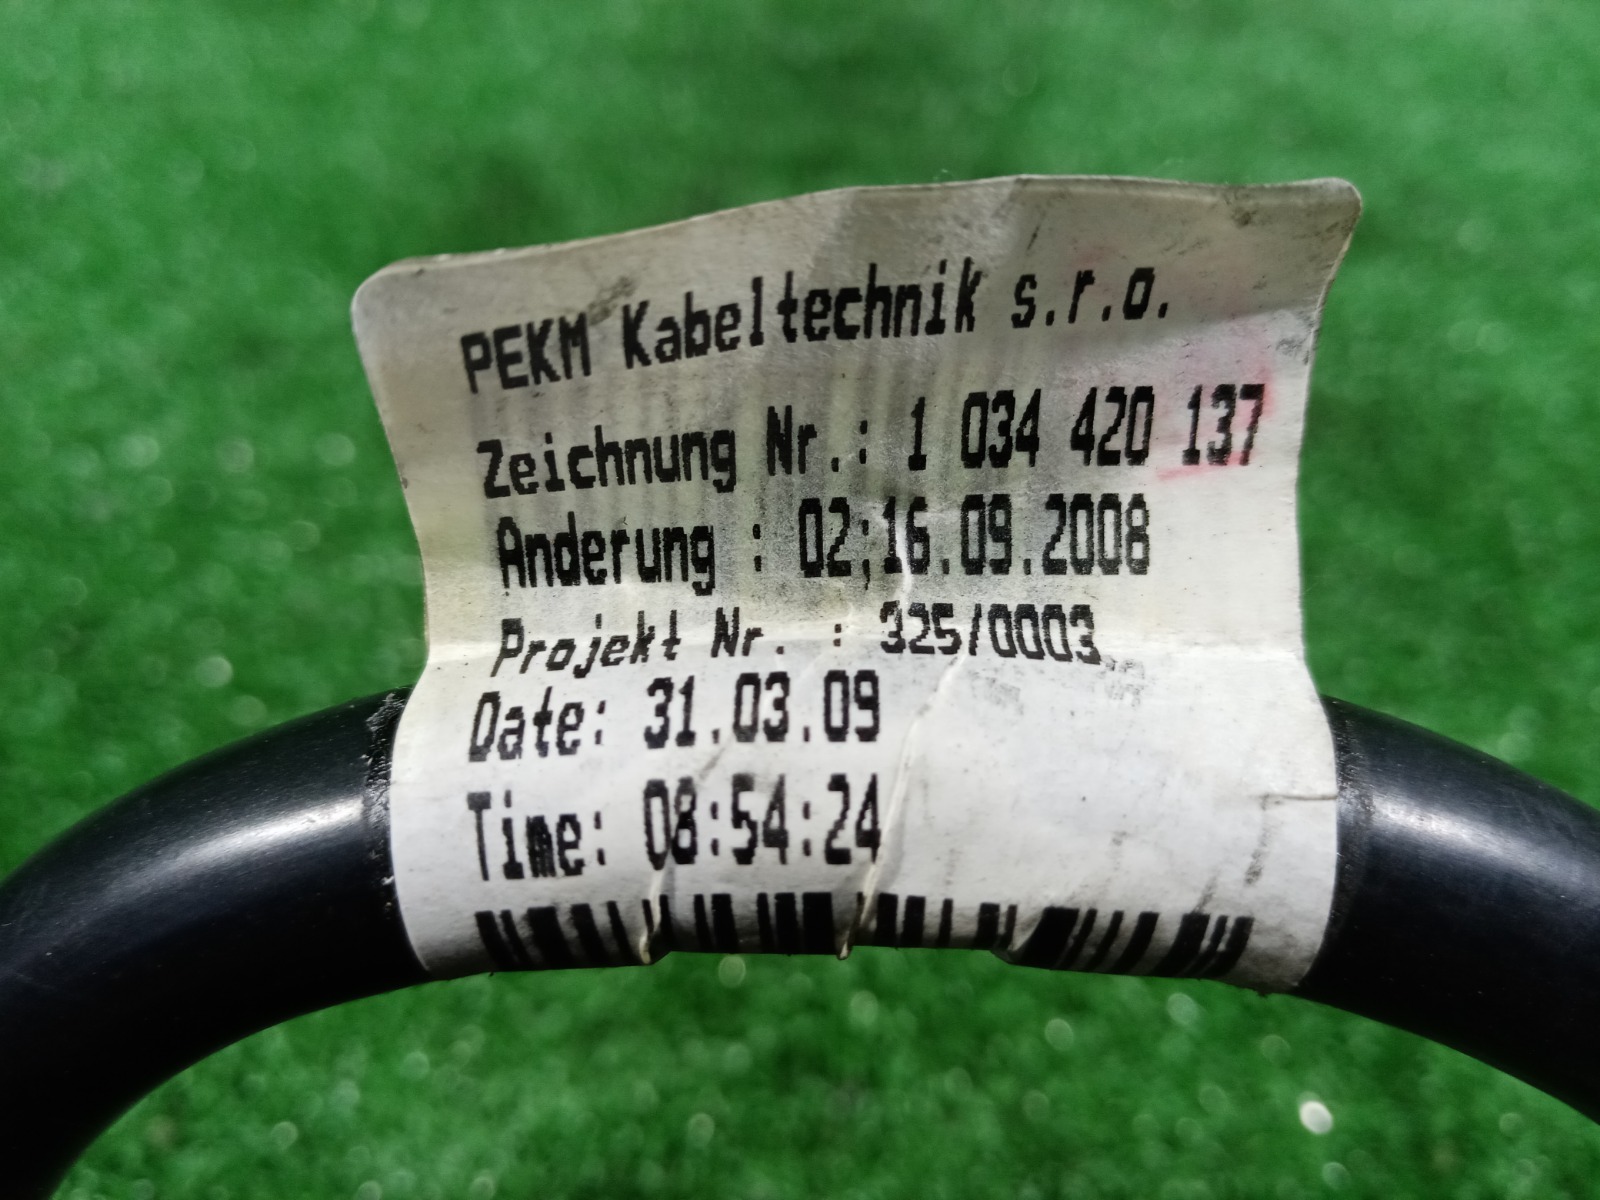 PEKM Kabeltechnik s.r.o.
Zeichnung Nr.: 1 034 420 137
Anderung : 02;16.09.2008
Projekt Nr. : 325/0003
Date: 31.03.09
Time: 08:54:24